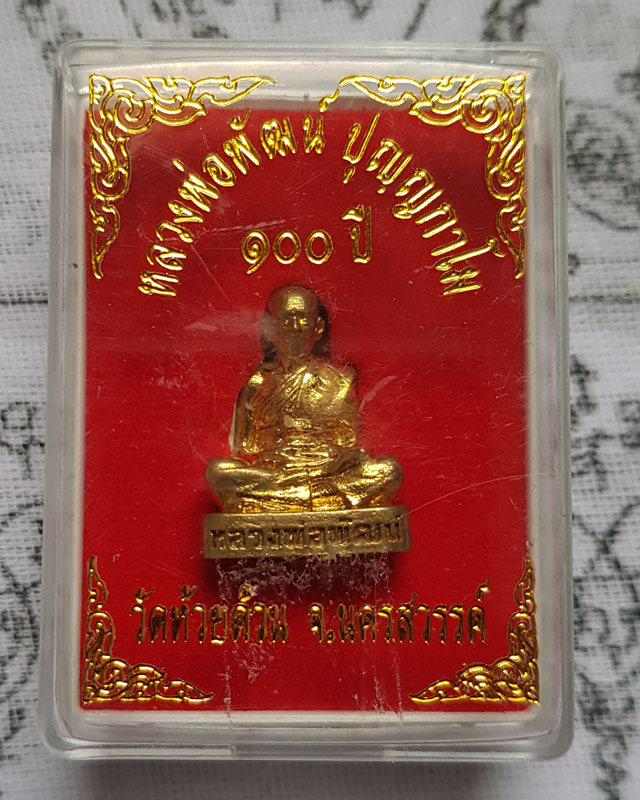 หลวงพ่อพัฒน์ ปุญฺญกาโม
๑๐๐ ปี
หลวงพ่อพัฒน์
วัดห้วยด้วน จ.นครสวรรค์